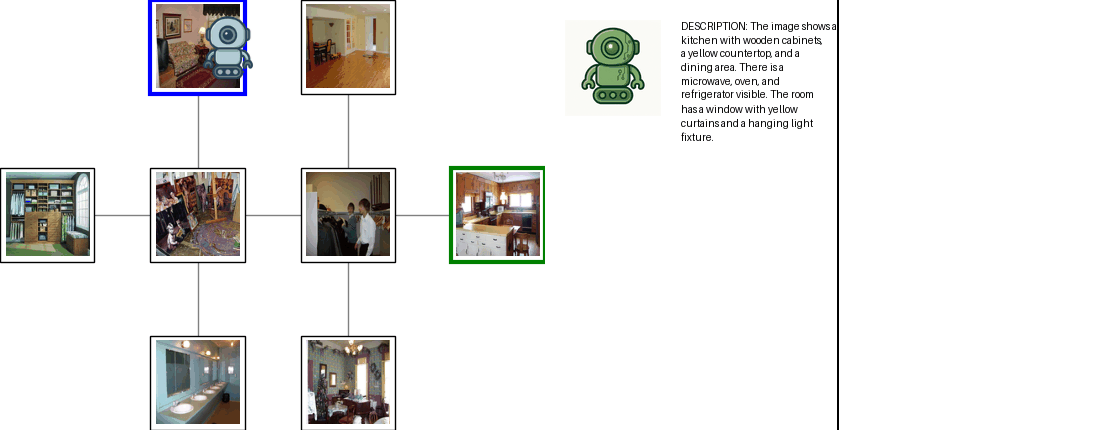 DESCRIPTION: The image shows a
kitchen with wooden cabinets,
a yellow countertop, and a
dining area. There is a
microwave, oven, and
refrigerator visible. The room
has a window with yellow
curtains and a hanging light
fixture.